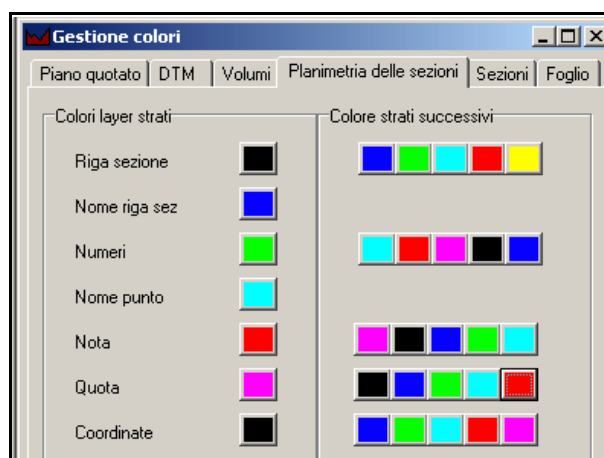 Gestione colori
Piano quotato DTM Volumi Planimetria delle sezioni Sezioni Foglio
Colori layer strati Colore strati successivi
Riga sezione
Nome riga sez
Numeri
Nome punto
Nota
Quota
Coordinate